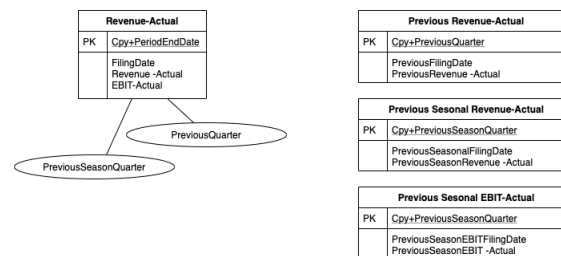 Revenue-Actual
PK Cpy+PeriodEndDate
FilingDate
Revenue -Actual
EBIT-Actual
PreviousQuarter
PreviousSeasonQuarter
Previous Revenue-Actual
PK Cpy+PreviousQuarter
PreviousFilingDate
PreviousRevenue -Actual
Previous Sesonal Revenue-Actual
PK Cpy+PreviousSeasonQuarter
PreviousSeasonalFilingDate
PreviousSeasonRevenue -Actual
Previous Sesonal EBIT-Actual
PK Cpy+PreviousSeasonQuarter
PreviousSeasonEBITFilingDate
PreviousSeasonEBIT -Actual